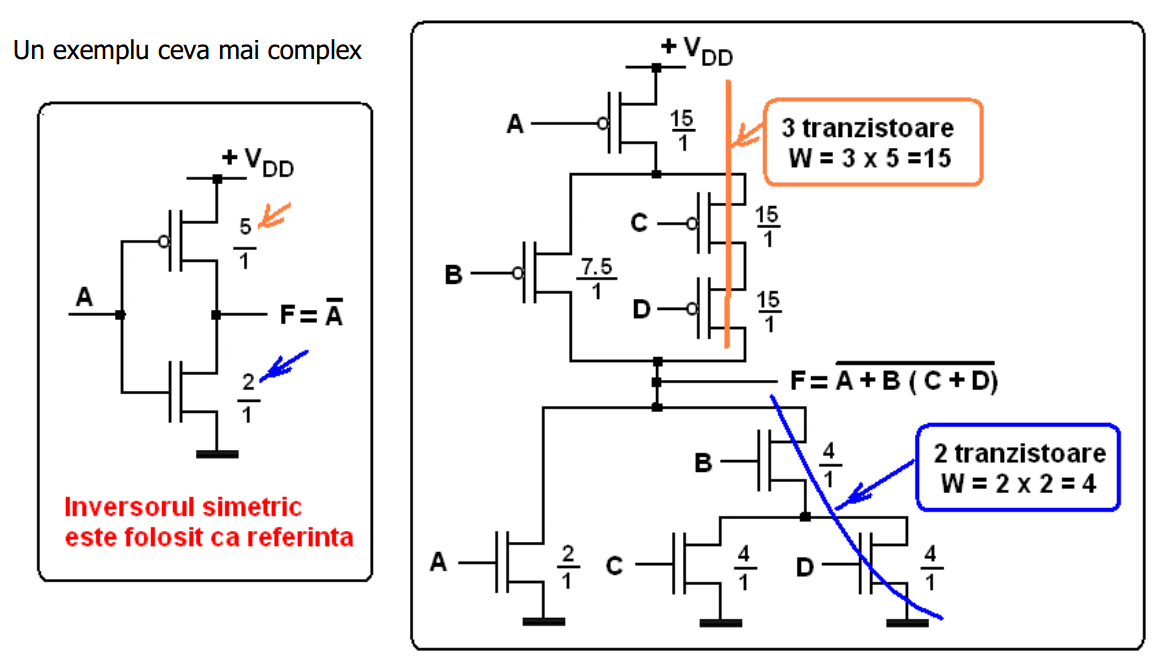 Un exemplu ceva mai complex
+ VDD
5
1
A
F = A̅
2
1
Inversorul simetric
este folosit ca referinta
+ VDD
A
15
1
3 tranzistoare
W = 3 x 5 =15
C
15
1
B
7.5
1
D
15
1
F = A̅ ̅+̅ ̅B̅ ̅(̅ ̅C̅ ̅+̅ ̅D̅)̅
B
4
1
2 tranzistoare
W = 2 x 2 = 4
A
2
1
C
4
1
D
4
1